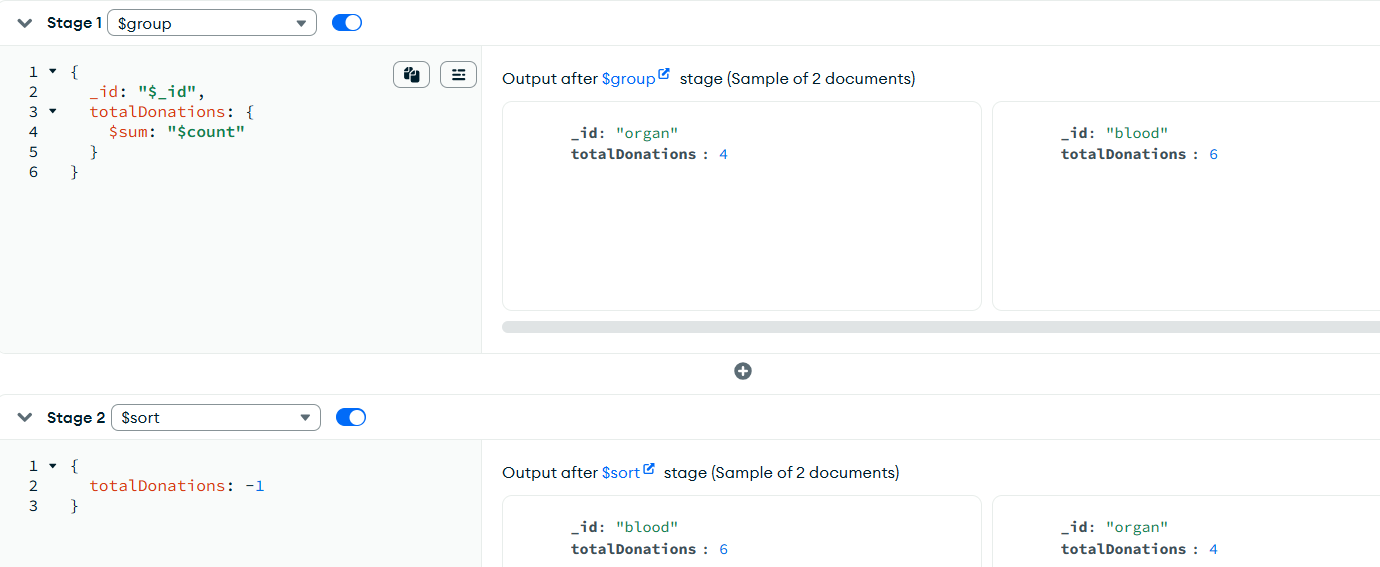 Stage 1 $group
1 {
2 _id: "$_id",
3 totalDonations: {
4 $sum: "$count"
5 }
6 }
Output after $group stage (Sample of 2 documents)
_id: "organ"
totalDonations : 4
_id: "blood"
totalDonations : 6
Stage 2 $sort
1 {
2 totalDonations: -1
3 }
Output after $sort stage (Sample of 2 documents)
_id: "blood"
totalDonations : 6
_id: "organ"
totalDonations : 4